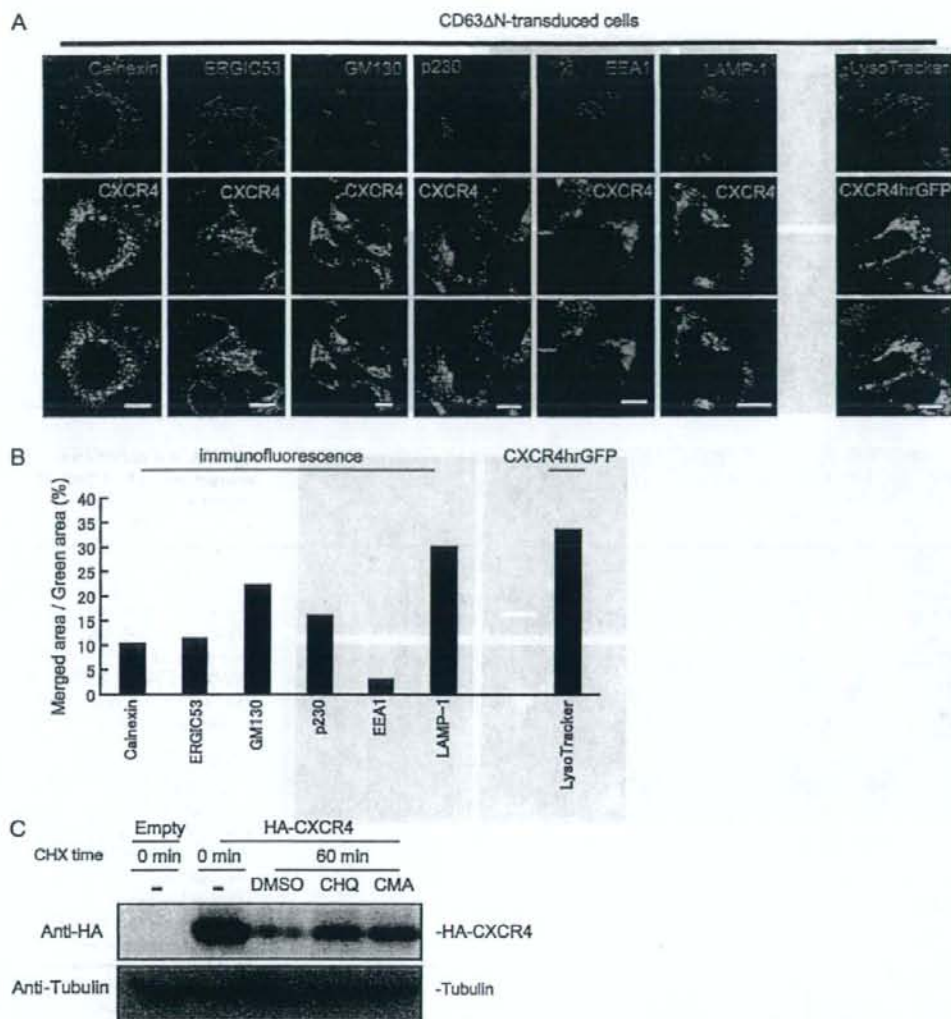 A
CD63ΔN-transduced cells
Calnexin ERGIC53 GM130 p230 EEA1 LAMP-1 LysoTracker
CXCR4 CXCR4 CXCR4 CXCR4 CXCR4 CXCR4 CXCR4hrGFP
B
immunofluorescence CXCR4hrGFP
Merged area / Green area (%)
40
35
30
25
20
15
10
5
0
Calnexin ERGIC53 GM130 p230 EEA1 LAMP-1 LysoTracker
C
Empty HA-CXCR4
CHX time 0 min 0 min 60 min
- - DMSO CHQ CMA
Anti-HA -HA-CXCR4
Anti-Tubulin -Tubulin